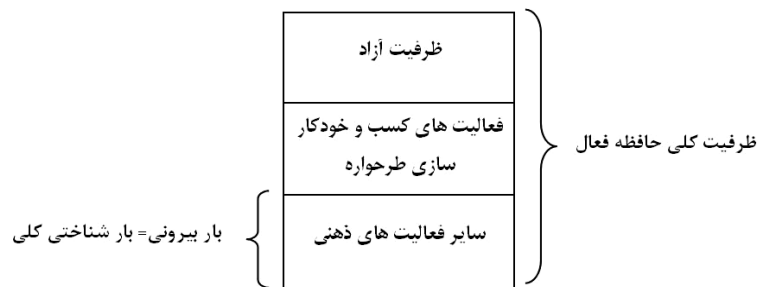 ظرفیت آزاد
فعالیت های کسب و خودکار
سازی طرحواره
ظرفیت کلی حافظه فعال
سایر فعالیت های ذهنی
بار بیرونی= بار شناختی کلی